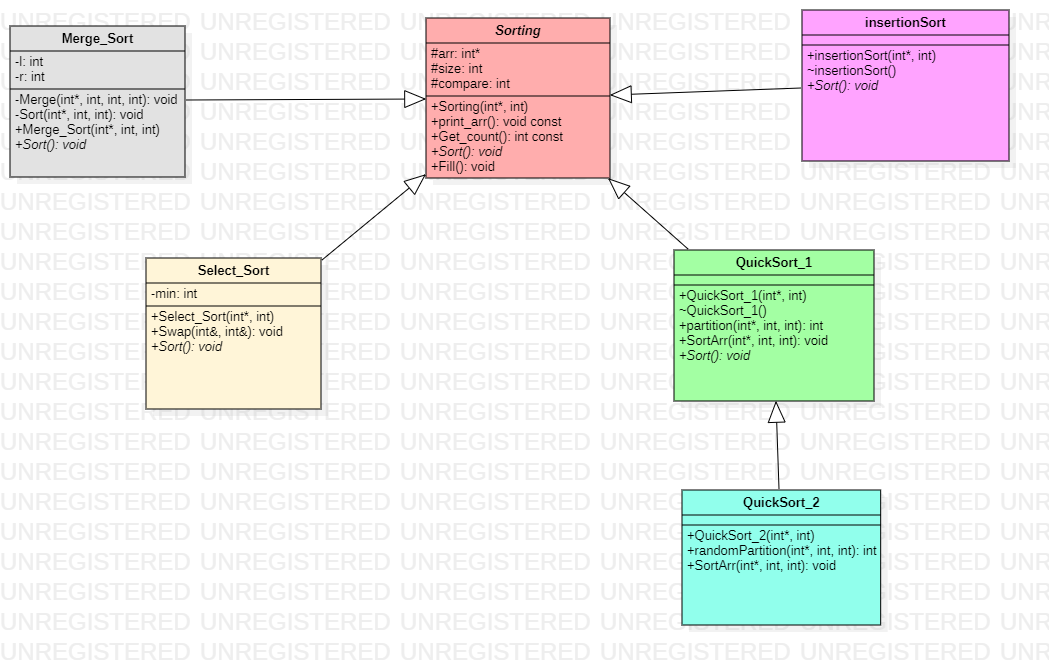 Merge_Sort
-l: int
-r: int
-Merge(int*, int, int, int): void
-Sort(int*, int, int): void
+Merge_Sort(int*, int, int)
+Sort(): void
Sorting
#arr: int*
#size: int
#compare: int
+Sorting(int*, int)
+print_arr(): void const
+Get_count(): int const
+Sort(): void
+Fill(): void
insertionSort
+insertionSort(int*, int)
~insertionSort()
+Sort(): void
Select_Sort
-min: int
+Select_Sort(int*, int)
+Swap(int&, int&): void
+Sort(): void
QuickSort_1
+QuickSort_1(int*, int)
~QuickSort_1()
+partition(int*, int, int): int
+SortArr(int*, int, int): void
+Sort(): void
QuickSort_2
+QuickSort_2(int*, int)
+randomPartition(int*, int, int): int
+SortArr(int*, int, int): void
UNREGISTERED